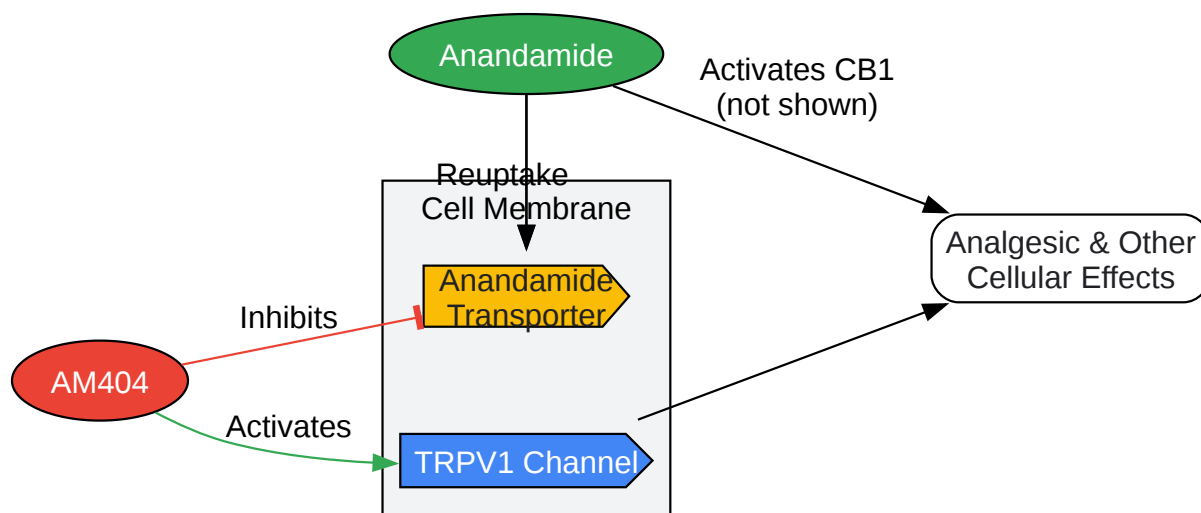 Anandamide
Activates CB1
(not shown)
Reuptake
Cell Membrane
Analgesic & Other
Cellular Effects
Anandamide
Transporter
Inhibits
AM404
Activates
TRPV1 Channel